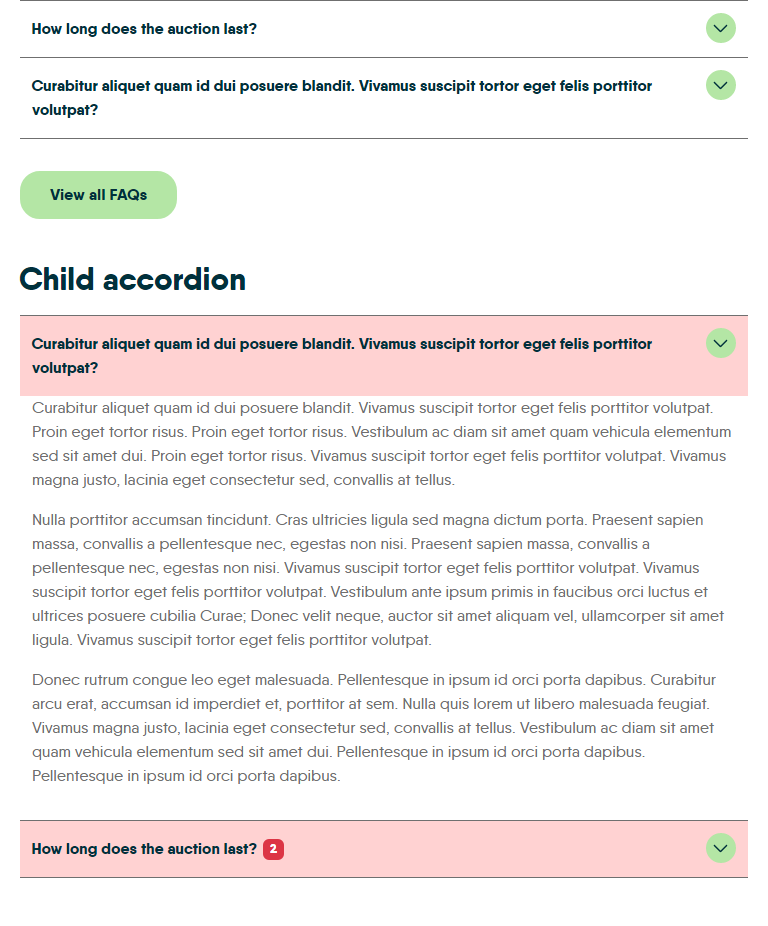 How long does the auction last?
Curabitur aliquet quam id dui posuere blandit. Vivamus suscipit tortor eget felis porttitor
volutpat?
View all FAQs
Child accordion
Curabitur aliquet quam id dui posuere blandit. Vivamus suscipit tortor eget felis porttitor
volutpat?
Curabitur aliquet quam id dui posuere blandit. Vivamus suscipit tortor eget felis porttitor volutpat.
Proin eget tortor risus. Proin eget tortor risus. Vestibulum ac diam sit amet quam vehicula elementum
sed sit amet dui. Proin eget tortor risus. Vivamus suscipit tortor eget felis porttitor volutpat. Vivamus
magna justo, lacinia eget consectetur sed, convallis at tellus.
Nulla porttitor accumsan tincidunt. Cras ultricies ligula sed magna dictum porta. Praesent sapien
massa, convallis a pellentesque nec, egestas non nisi. Praesent sapien massa, convallis a
pellentesque nec, egestas non nisi. Vivamus suscipit tortor eget felis porttitor volutpat. Vivamus
suscipit tortor eget felis porttitor volutpat. Vestibulum ante ipsum primis in faucibus orci luctus et
ultrices posuere cubilia Curae; Donec velit neque, auctor sit amet aliquam vel, ullamcorper sit amet
ligula. Vivamus suscipit tortor eget felis porttitor volutpat.
Donec rutrum congue leo eget malesuada. Pellentesque in ipsum id orci porta dapibus. Curabitur
arcu erat, accumsan id imperdiet et, porttitor at sem. Nulla quis lorem ut libero malesuada feugiat.
Vivamus magna justo, lacinia eget consectetur sed, convallis at tellus. Vestibulum ac diam sit amet
quam vehicula elementum sed sit amet dui. Pellentesque in ipsum id orci porta dapibus.
Pellentesque in ipsum id orci porta dapibus.
How long does the auction last? 2